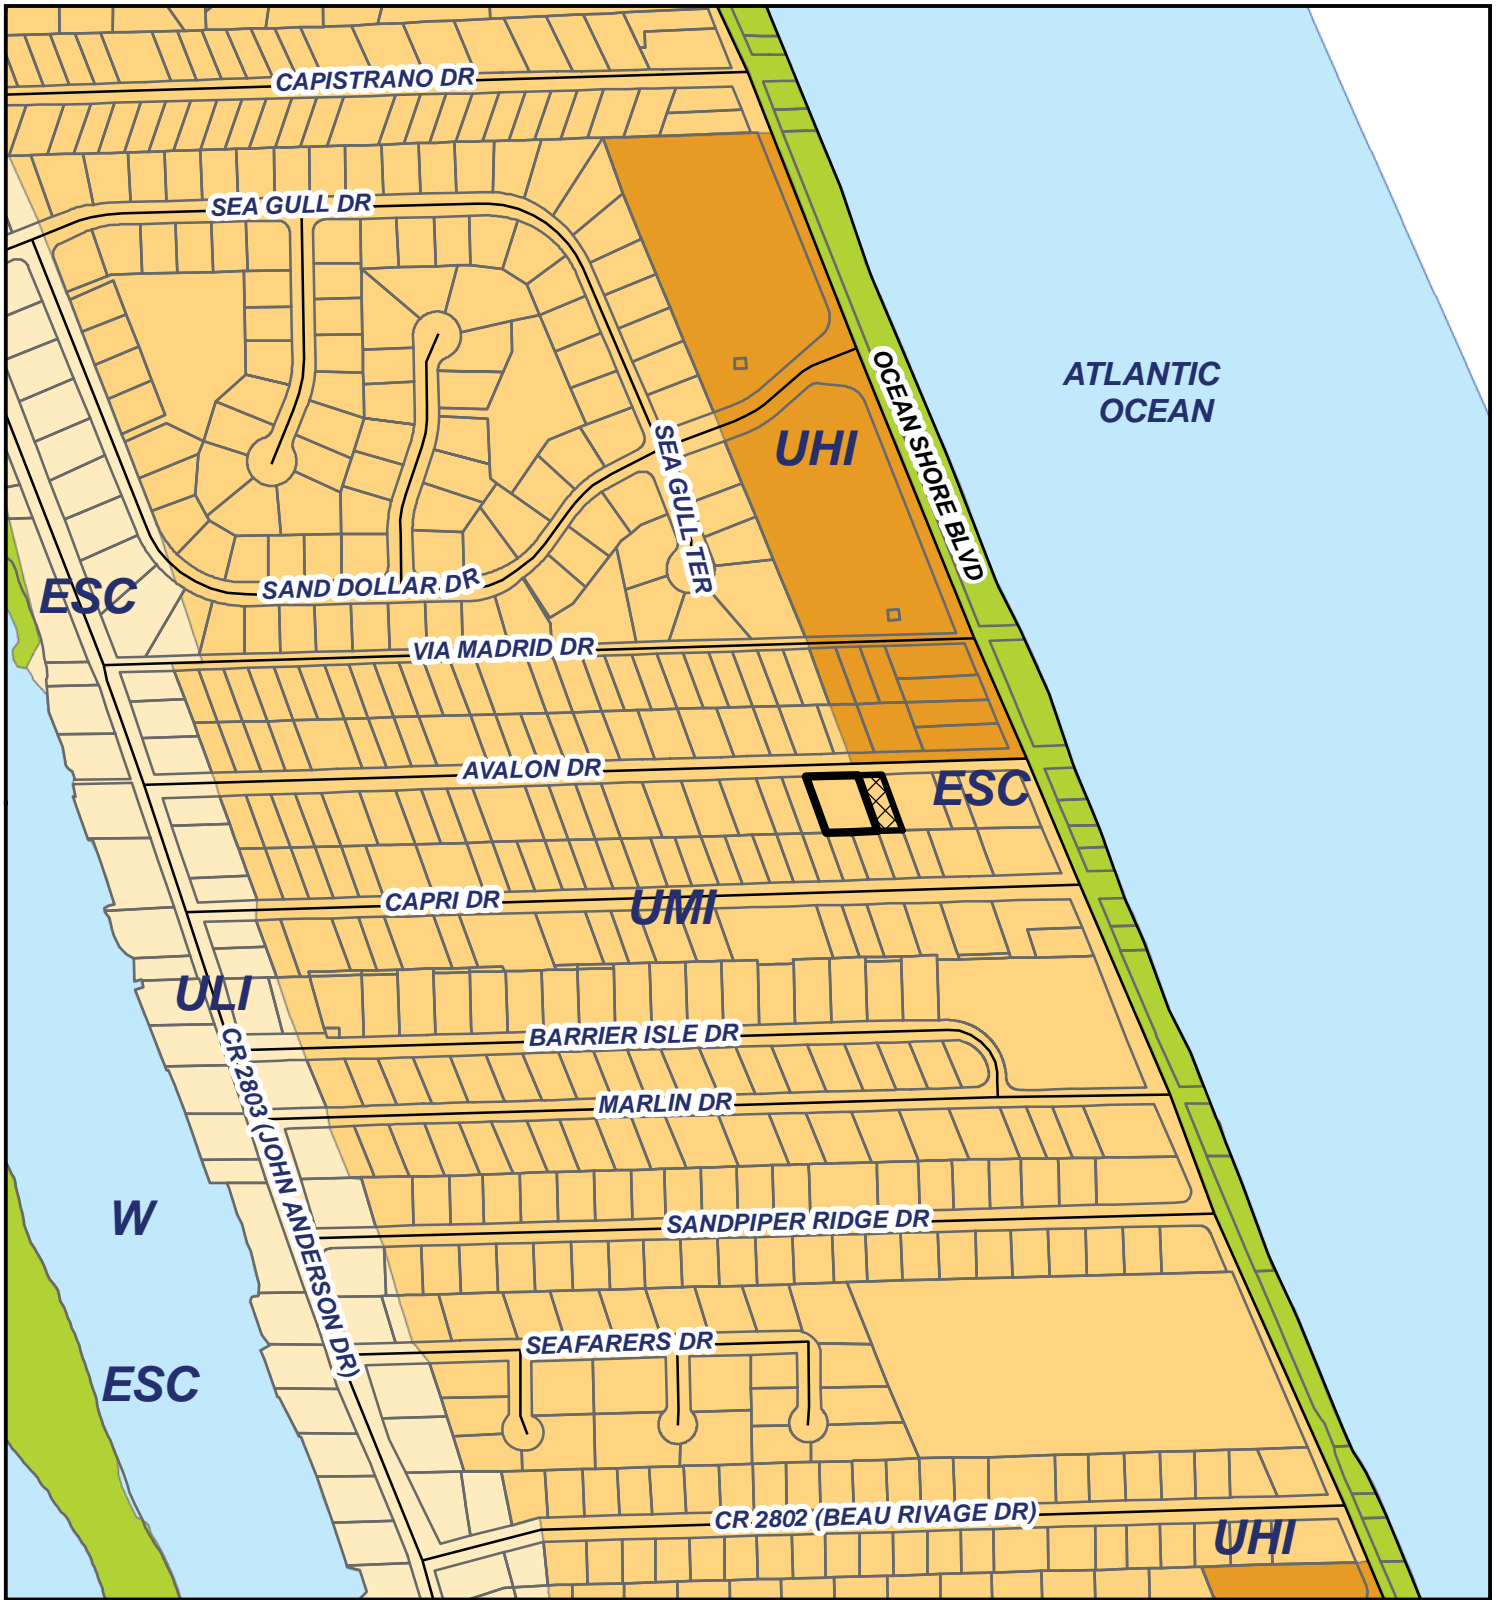 CAPISTRANO DR
SEA GULL DR
ATLANTIC
OCEAN
OCEAN SHORE BLVD
UHI
SEA GULL TER
ESC
SAND DOLLAR DR
VIA MADRID DR
AVALON DR
ESC
CAPRI DR
UMI
ULI
BARRIER ISLE DR
CR 2803 (JOHN ANDERSON DR)
MARLIN DR
W
SANDPIPER RIDGE DR
SEAFARERS DR
ESC
CR 2802 (BEAU RIVAGE DR)
UHI